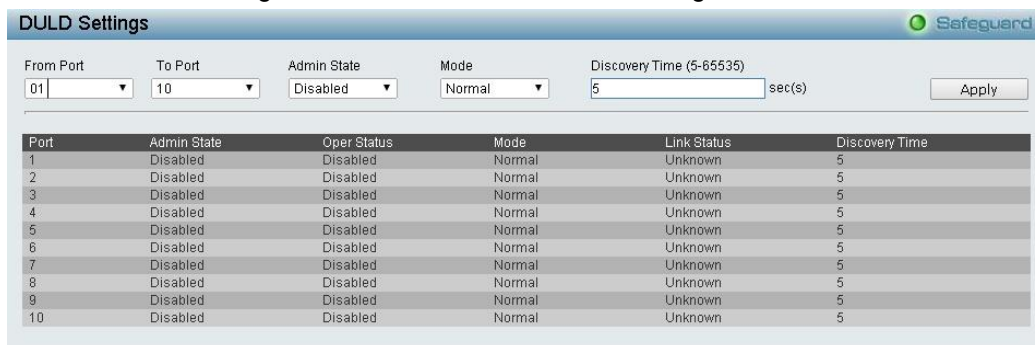 DULD Settings
Safeguard
From Port To Port Admin State Mode Discovery Time (5-65535)
01 10 Disabled Normal 5 sec(s) Apply
Port Admin State Oper Status Mode Link Status Discovery Time
1 Disabled Disabled Normal Unknown 5
2 Disabled Disabled Normal Unknown 5
3 Disabled Disabled Normal Unknown 5
4 Disabled Disabled Normal Unknown 5
5 Disabled Disabled Normal Unknown 5
6 Disabled Disabled Normal Unknown 5
7 Disabled Disabled Normal Unknown 5
8 Disabled Disabled Normal Unknown 5
9 Disabled Disabled Normal Unknown 5
10 Disabled Disabled Normal Unknown 5